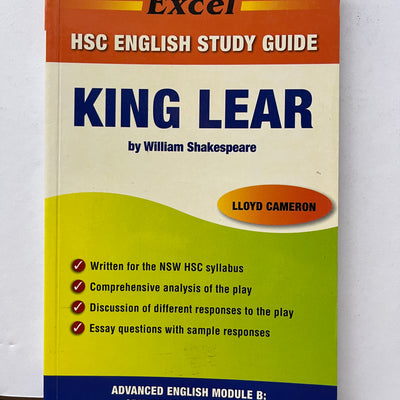 Excel
HSC ENGLISH STUDY GUIDE
KING LEAR
by William Shakespeare
LLOYD CAMERON
Written for the NSW HSC syllabus
Comprehensive analysis of the play
Discussion of different responses to the play
Essay questions with sample responses
ADVANCED ENGLISH MODULE B;